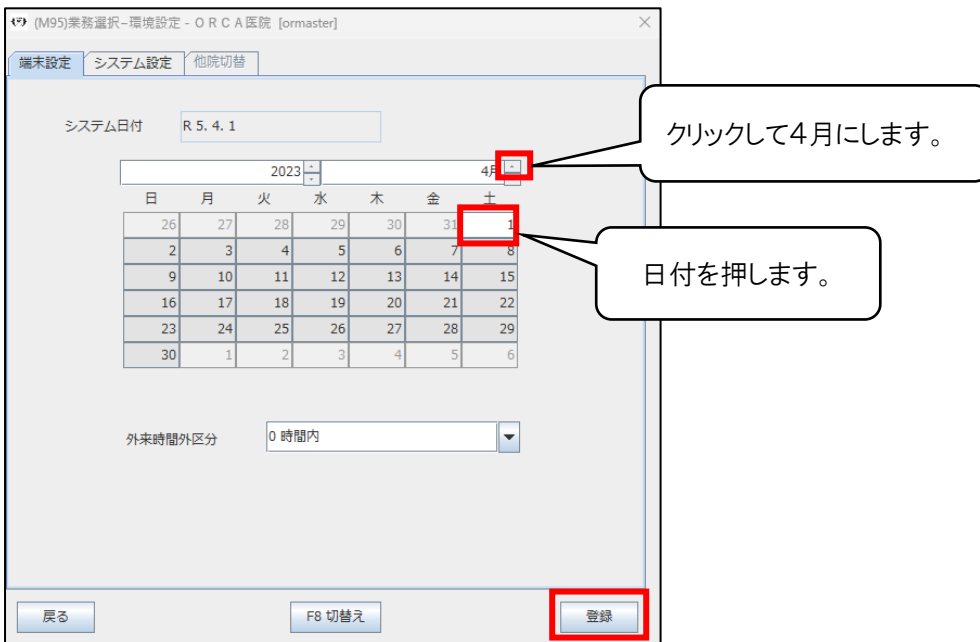 (M95)業務選択−環境設定 - ＯＲＣＡ医院 [ormaster]
端末設定 システム設定 他院切替
システム日付 R 5. 4. 1
クリックして４月にします。
2023 4月
日 月 火 水 木 金 土
26 27 28 29 30 31 1
2 3 4 5 6 7 8
日付を押します。
9 10 11 12 13 14 15
16 17 18 19 20 21 22
23 24 25 26 27 28 29
30 1 2 3 4 5 6
外来時間外区分 0 時間内
戻る F8 切替え 登録